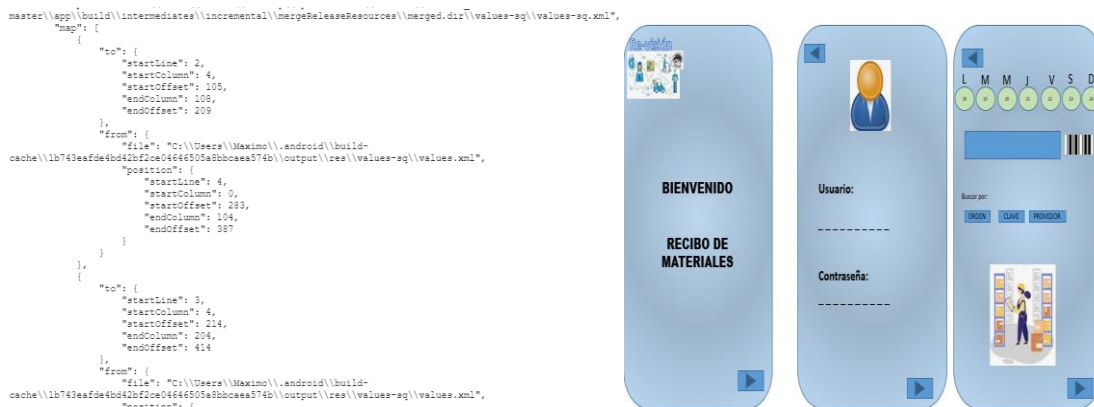 master\\app\\build\\intermediates\\incremental\\mergeReleaseResources\\merged.dir\\values-sq\\values-sq.xml",
"map": [
{
"to": {
"startLine": 2,
"startColumn": 4,
"startOffset": 105,
"endColumn": 108,
"endOffset": 209
},
"from": {
"file": "C:\\Users\\Maximo\\.android\\build-
cache\\1b743eafde4bd42bf2ce04646505a8bbcaea574b\\output\\res\\values-sq\\values.xml",
"position": {
"startLine": 4,
"startColumn": 0,
"startOffset": 283,
"endColumn": 104,
"endOffset": 387
}
}
},
{
"to": {
"startLine": 3,
"startColumn": 4,
"startOffset": 214,
"endColumn": 204,
"endOffset": 414
},
"from": {
"file": "C:\\Users\\Maximo\\.android\\build-
cache\\1b743eafde4bd42bf2ce04646505a8bbcaea574b\\output\\res\\values-sq\\values.xml",
"position": {
Re-visión
BIENVENIDO
RECIBO DE
MATERIALES
Usuario:
Contraseña:
L M M J V S D
Buscar por:
ORDEN CLAVE PROVEDOR